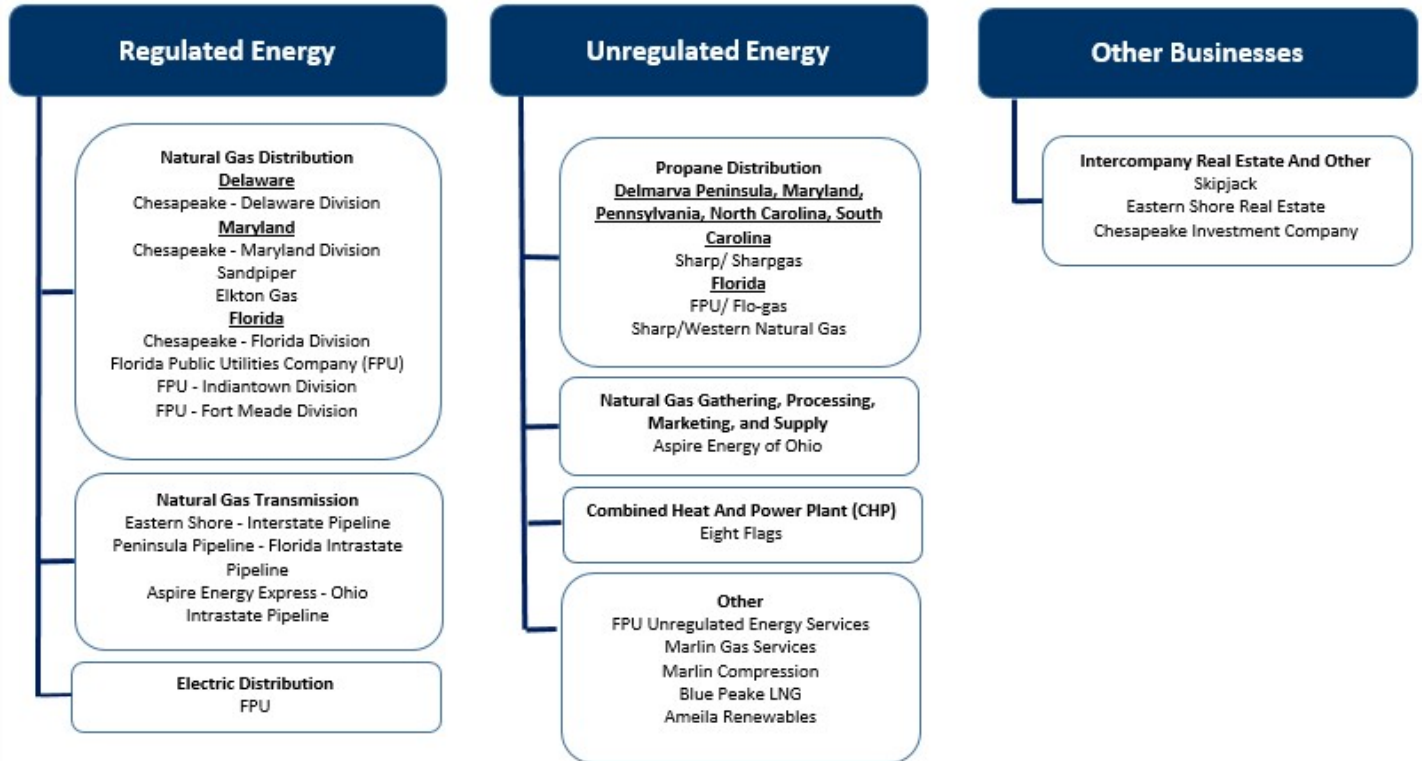 Regulated Energy
Natural Gas Distribution
Delaware
Chesapeake - Delaware Division
Maryland
Chesapeake - Maryland Division
Sandpiper
Elkton Gas
Florida
Chesapeake - Florida Division
Florida Public Utilities Company (FPU)
FPU - Indiantown Division
FPU - Fort Meade Division
Natural Gas Transmission
Eastern Shore - Interstate Pipeline
Peninsula Pipeline - Florida Intrastate
Pipeline
Aspire Energy Express - Ohio
Intrastate Pipeline
Electric Distribution
FPU
Unregulated Energy
Propane Distribution
Delmarva Peninsula, Maryland,
Pennsylvania, North Carolina, South
Carolina
Sharp/ Sharpgas
Florida
FPU/ Flo-gas
Sharp/Western Natural Gas
Natural Gas Gathering, Processing,
Marketing, and Supply
Aspire Energy of Ohio
Combined Heat And Power Plant (CHP)
Eight Flags
Other
FPU Unregulated Energy Services
Marlin Gas Services
Marlin Compression
Blue Peake LNG
Ameila Renewables
Other Businesses
Intercompany Real Estate And Other
Skipjack
Eastern Shore Real Estate
Chesapeake Investment Company